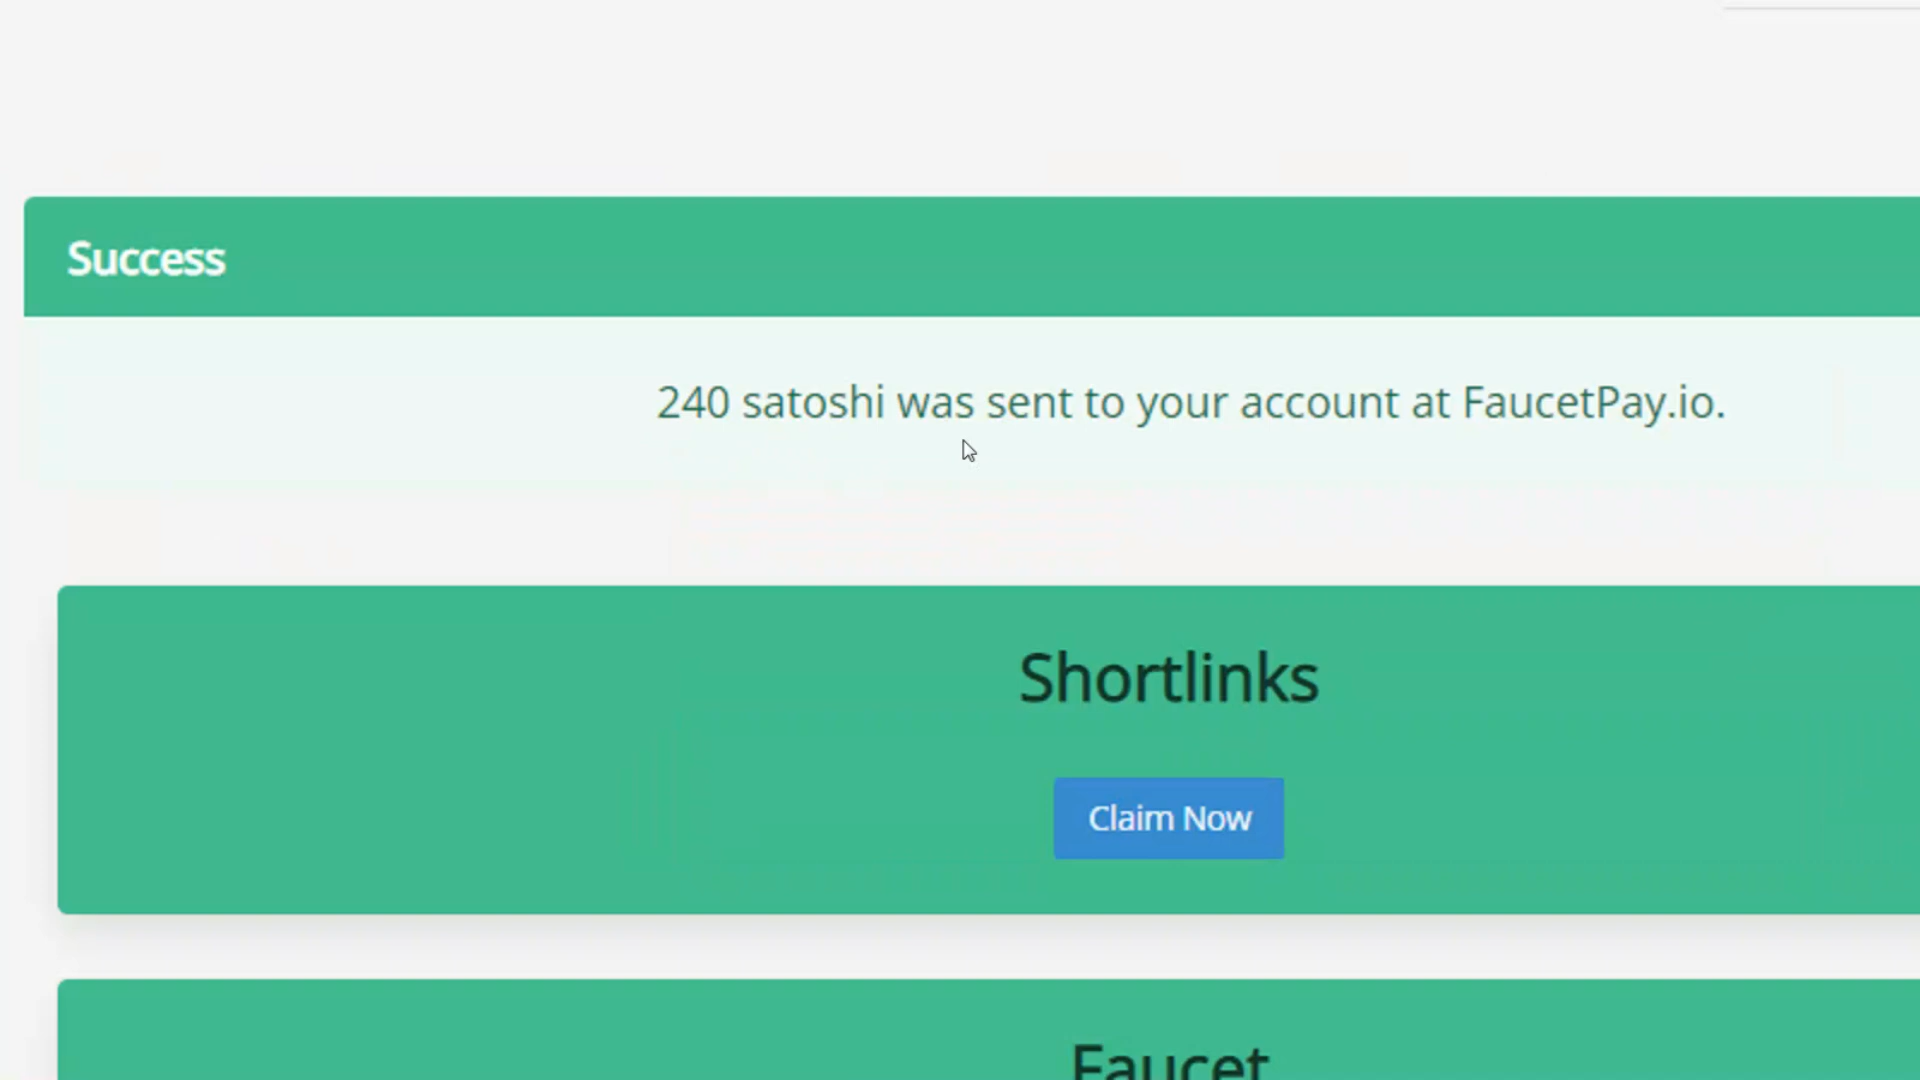 Success
240 satoshi was sent to your account at FaucetPay.io.
Shortlinks
Claim Now
Faucet